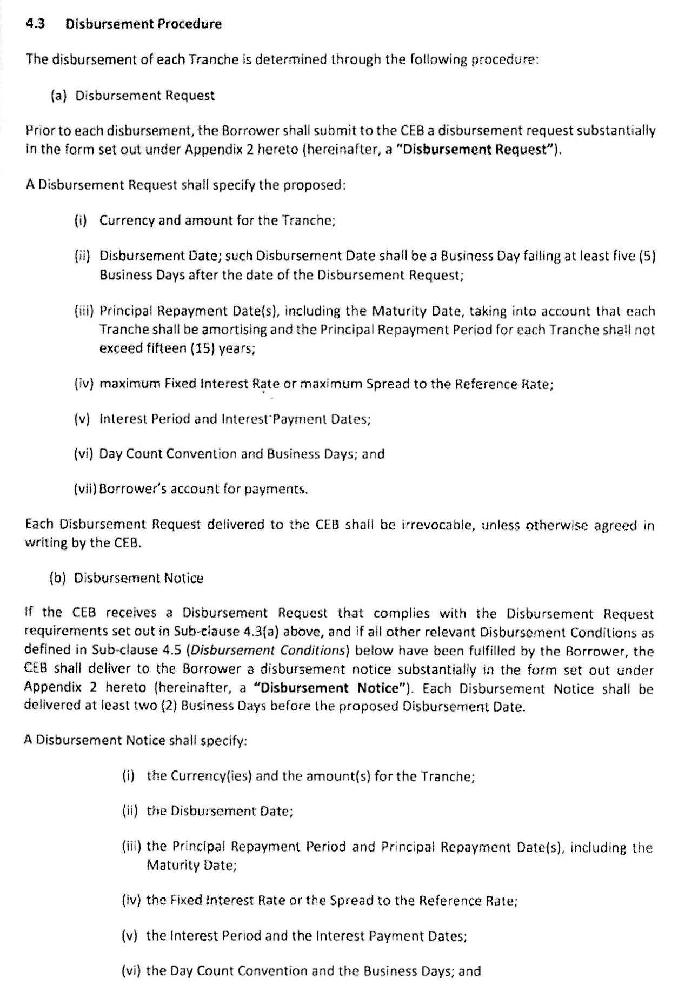 4.3 Disbursement Procedure
The disbursement of each Tranche is determined through the following procedure:
(a) Disbursement Request
Prior to each disbursement, the Borrower shall submit to the CEB a disbursement request substantially
in the form set out under Appendix 2 hereto (hereinafter, a "Disbursement Request").
A Disbursement Request shall specify the proposed:
(i) Currency and amount for the Tranche;
(ii) Disbursement Date; such Disbursement Date shall be a Business Day falling at least five (5)
Business Days after the date of the Disbursement Request;
(iii) Principal Repayment Date(s), including the Maturity Date, taking into account that each
Tranche shall be amortising and the Principal Repayment Period for each Tranche shall not
exceed fifteen (15) years;
(iv) maximum Fixed Interest Rate or maximum Spread to the Reference Rate;
(v) Interest Period and Interest Payment Dates;
(vi) Day Count Convention and Business Days; and
(vii) Borrower's account for payments.
Each Disbursement Request delivered to the CEB shall be irrevocable, unless otherwise agreed in
writing by the CEB.
(b) Disbursement Notice
If the CEB receives a Disbursement Request that complies with the Disbursement Request
requirements set out in Sub-clause 4.3(a) above, and if all other relevant Disbursement Conditions as
defined in Sub-clause 4.5 (Disbursement Conditions) below have been fulfilled by the Borrower, the
CEB shall deliver to the Borrower a disbursement notice substantially in the form set out under
Appendix 2 hereto (hereinafter, a "Disbursement Notice"). Each Disbursement Notice shall be
delivered at least two (2) Business Days before the proposed Disbursement Date.
A Disbursement Notice shall specify:
(i) the Currency(ies) and the amount(s) for the Tranche;
(ii) the Disbursement Date;
(iii) the Principal Repayment Period and Principal Repayment Date(s), including the
Maturity Date;
(iv) the Fixed Interest Rate or the Spread to the Reference Rate;
(v) the Interest Period and the Interest Payment Dates;
(vi) the Day Count Convention and the Business Days; and